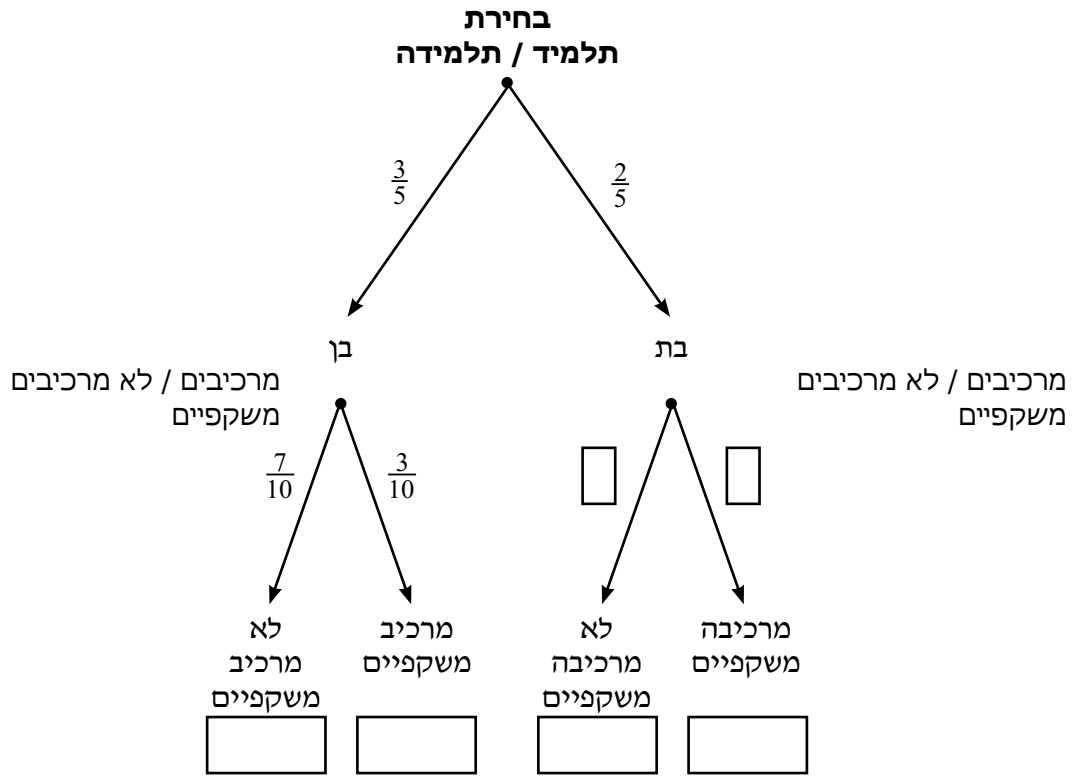 בחירת
תלמיד / תלמידה
3/5
2/5
בן
בת
מרכיבים / לא מרכיבים
משקפיים
מרכיבים / לא מרכיבים
משקפיים
7/10
3/10
לא
מרכיב
משקפיים
מרכיב
משקפיים
לא
מרכיבה
משקפיים
מרכיבה
משקפיים